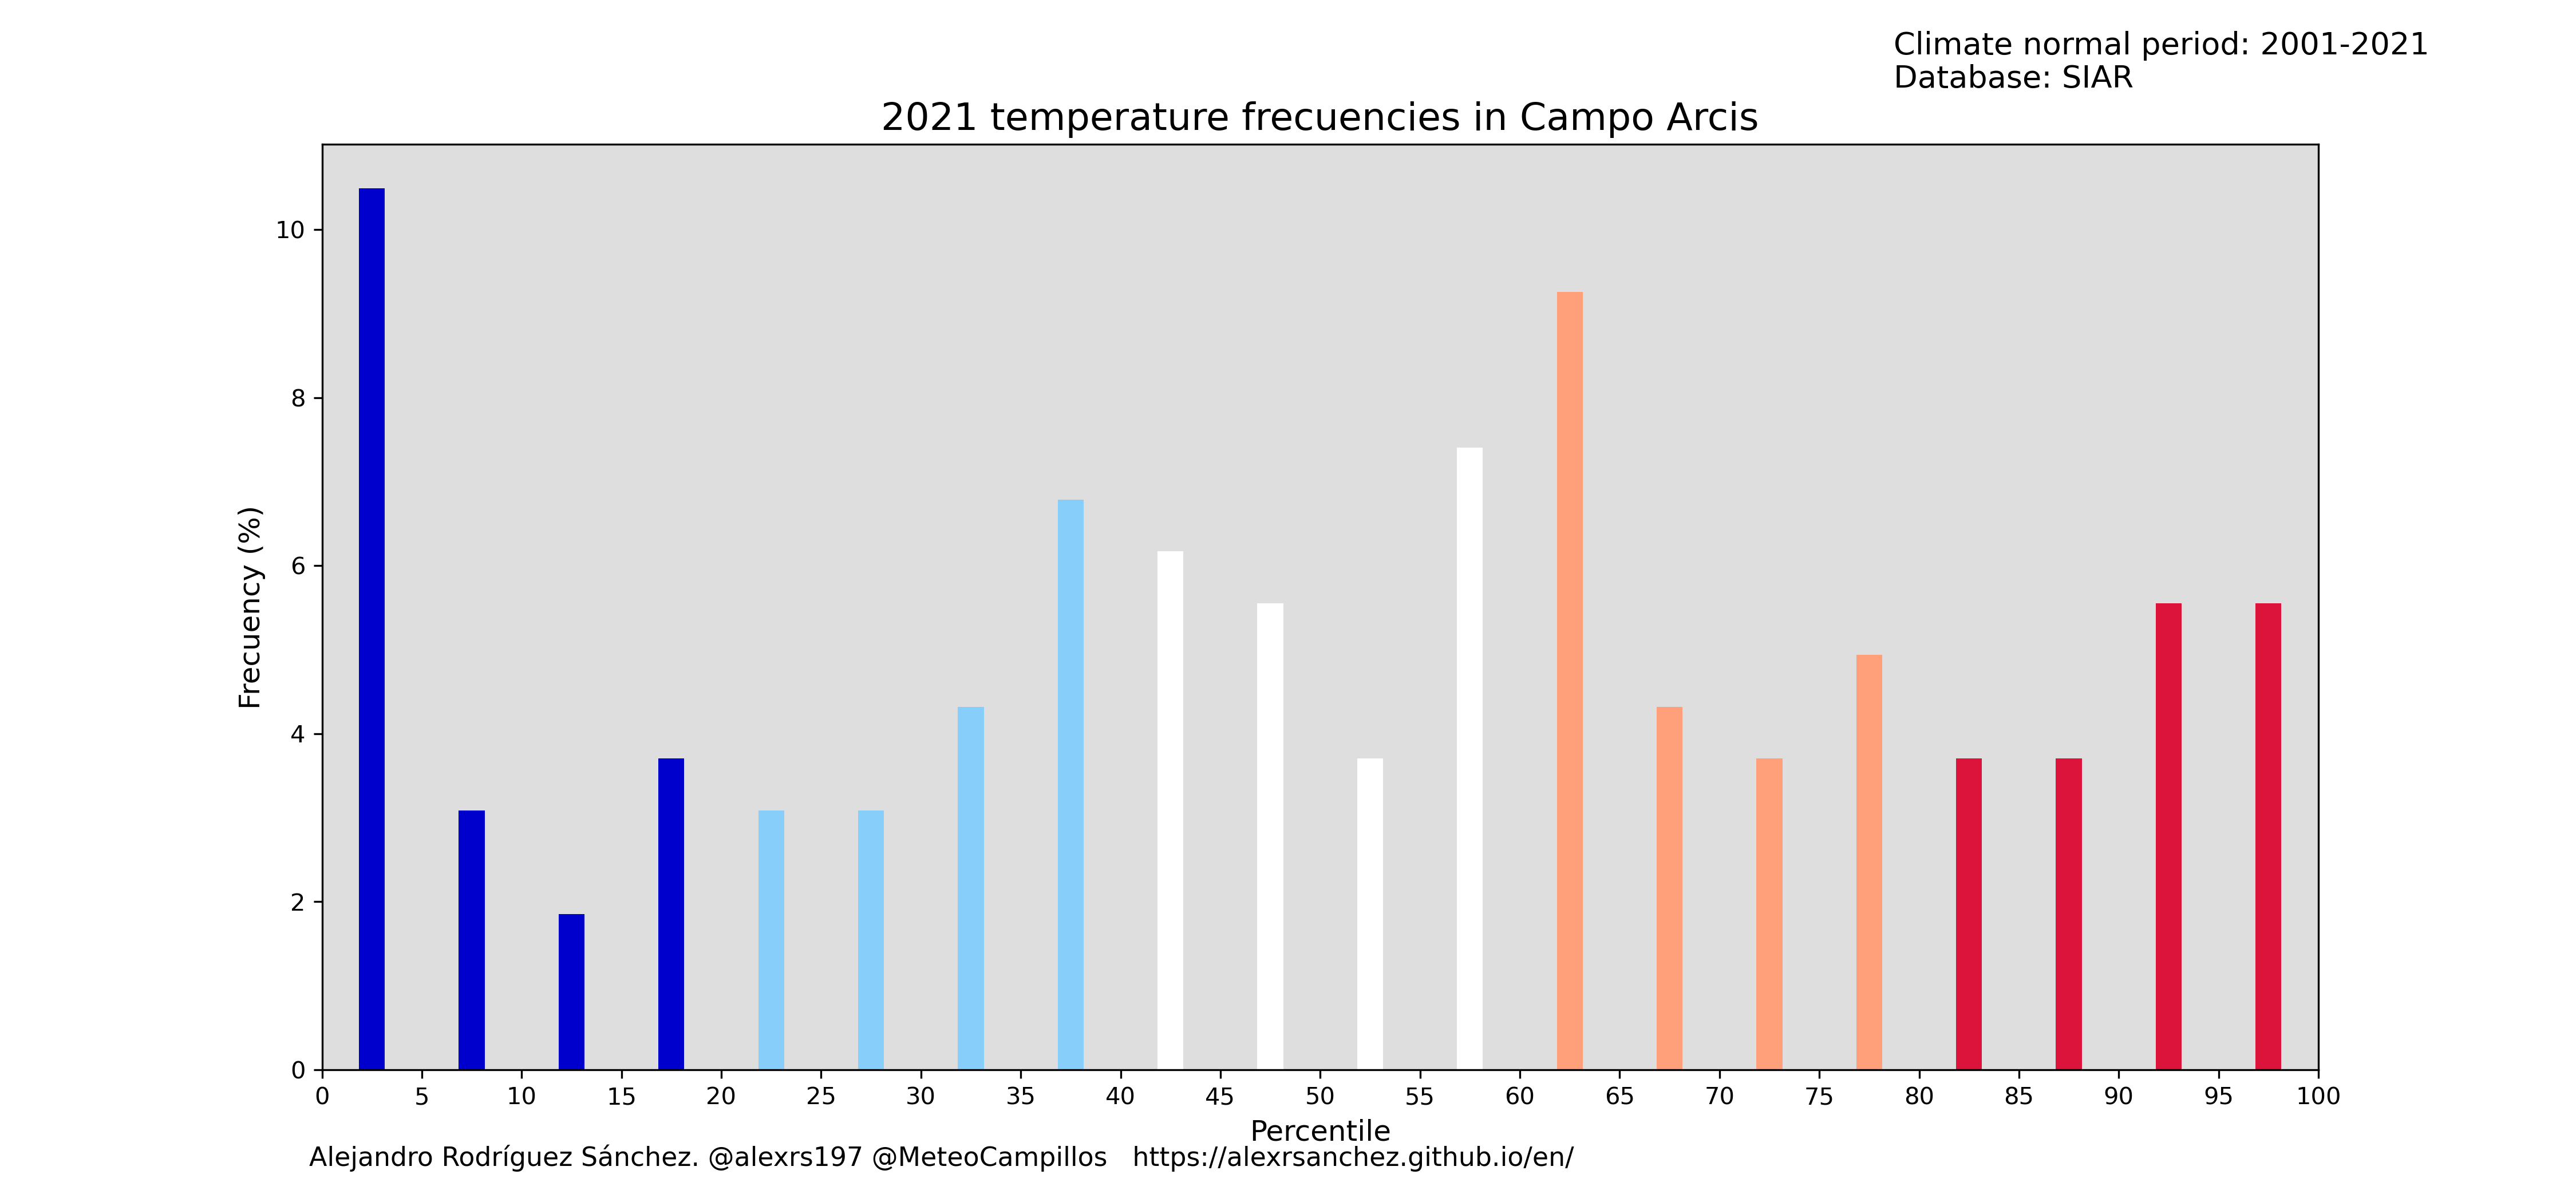 Climate normal period: 2001-2021
Database: SIAR
2021 temperature frecuencies in Campo Arcis
Frecuency (%)
10
8
6
4
2
0
0 5 10 15 20 25 30 35 40 45 50 55 60 65 70 75 80 85 90 95 100
Percentile
Alejandro Rodríguez Sánchez. @alexrs197 @MeteoCampillos https://alexrsanchez.github.io/en/